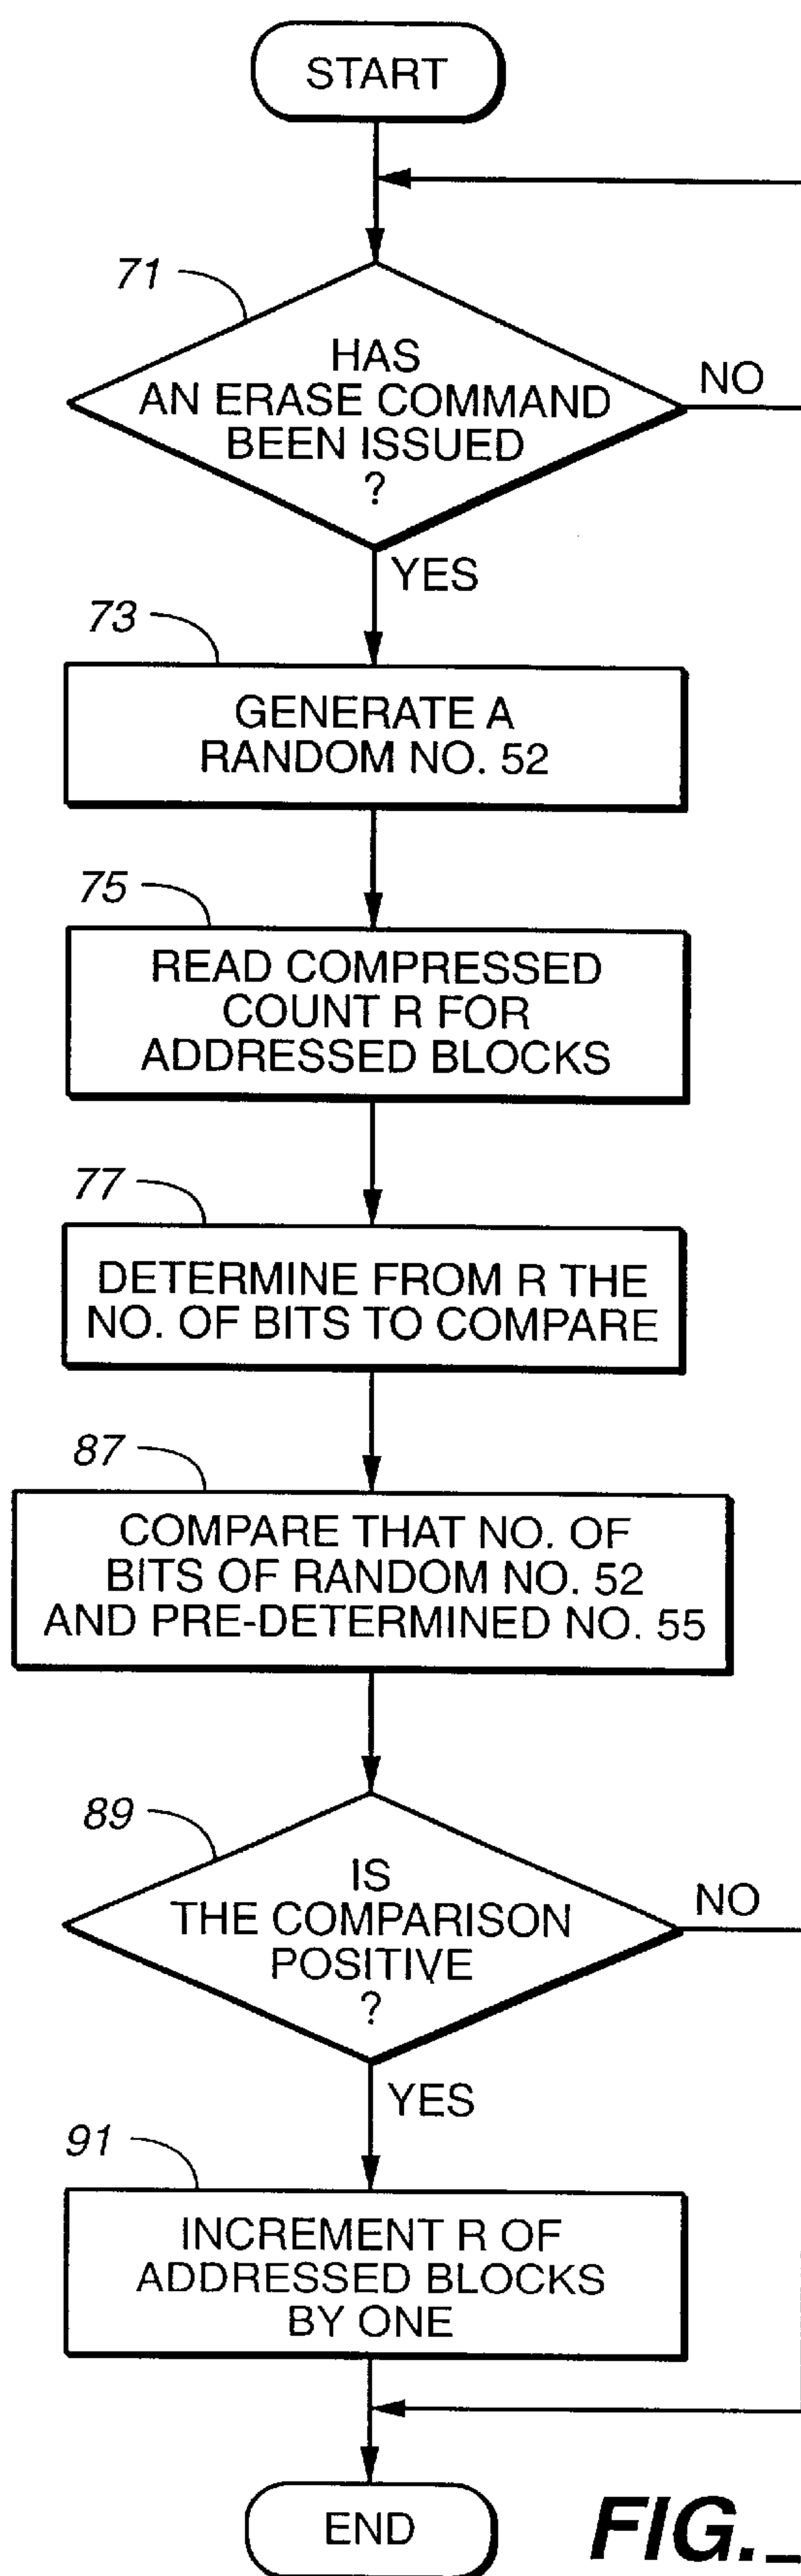 START
71
HAS
AN ERASE COMMAND
BEEN ISSUED
?
NO
YES
73
GENERATE A
RANDOM NO. 52
75
READ COMPRESSED
COUNT R FOR
ADDRESSED BLOCKS
77
DETERMINE FROM R THE
NO. OF BITS TO COMPARE
87
COMPARE THAT NO. OF
BITS OF RANDOM NO. 52
AND PRE-DETERMINED NO. 55
89
IS
THE COMPARISON
POSITIVE
?
NO
YES
91
INCREMENT R OF
ADDRESSED BLOCKS
BY ONE
END
FIG._